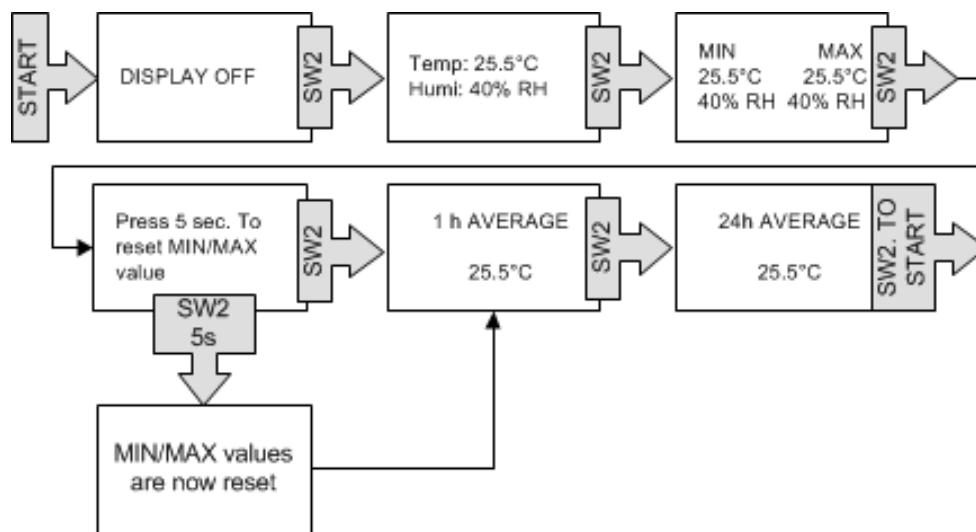 START
DISPLAY OFF
SW2
Temp: 25.5°C
Humi: 40% RH
SW2
MIN MAX
25.5°C 25.5°C
40% RH 40% RH
SW2
Press 5 sec. To
reset MIN/MAX
value
SW2
SW2
5s
1 h AVERAGE
25.5°C
SW2
24h AVERAGE
25.5°C
SW2. TO
START
MIN/MAX values
are now reset